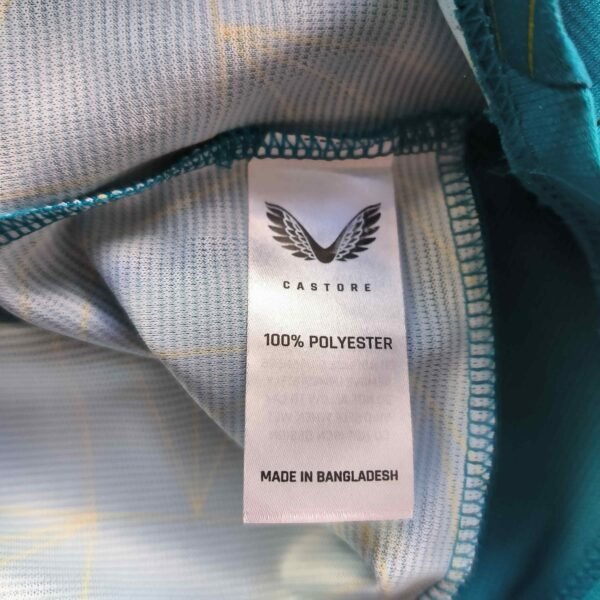 CASTORE
100% POLYESTER
MADE IN BANGLADESH